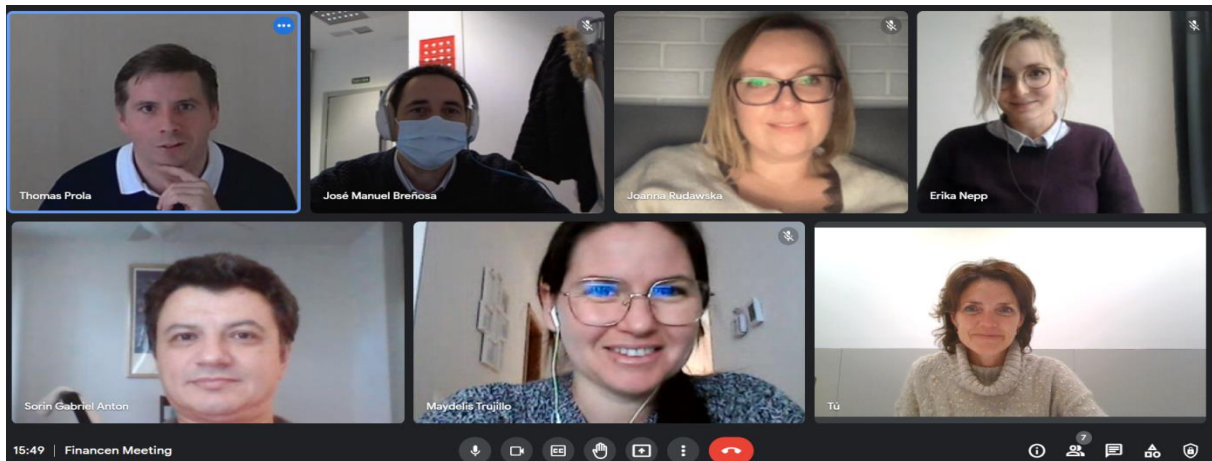 Thomas Prola
José Manuel Breñosa
Joanna Rudawska
Erika Nepp
Sorin Gabriel Anton
Maydelis Trujillo
Tú
15:49 | Financen Meeting
CC
7